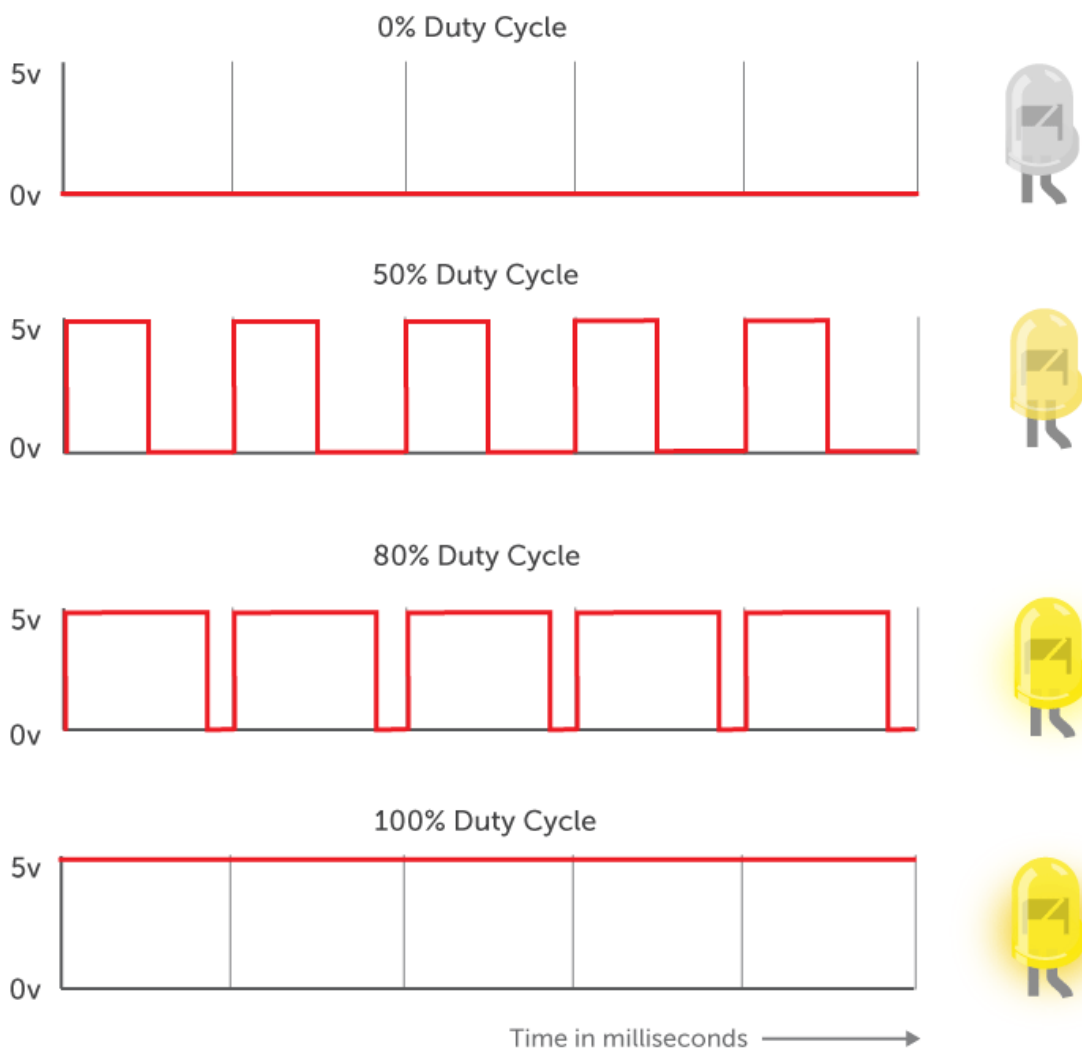 0% Duty Cycle
5v
0v
50% Duty Cycle
5v
0v
80% Duty Cycle
5v
0v
100% Duty Cycle
5v
0v
Time in milliseconds